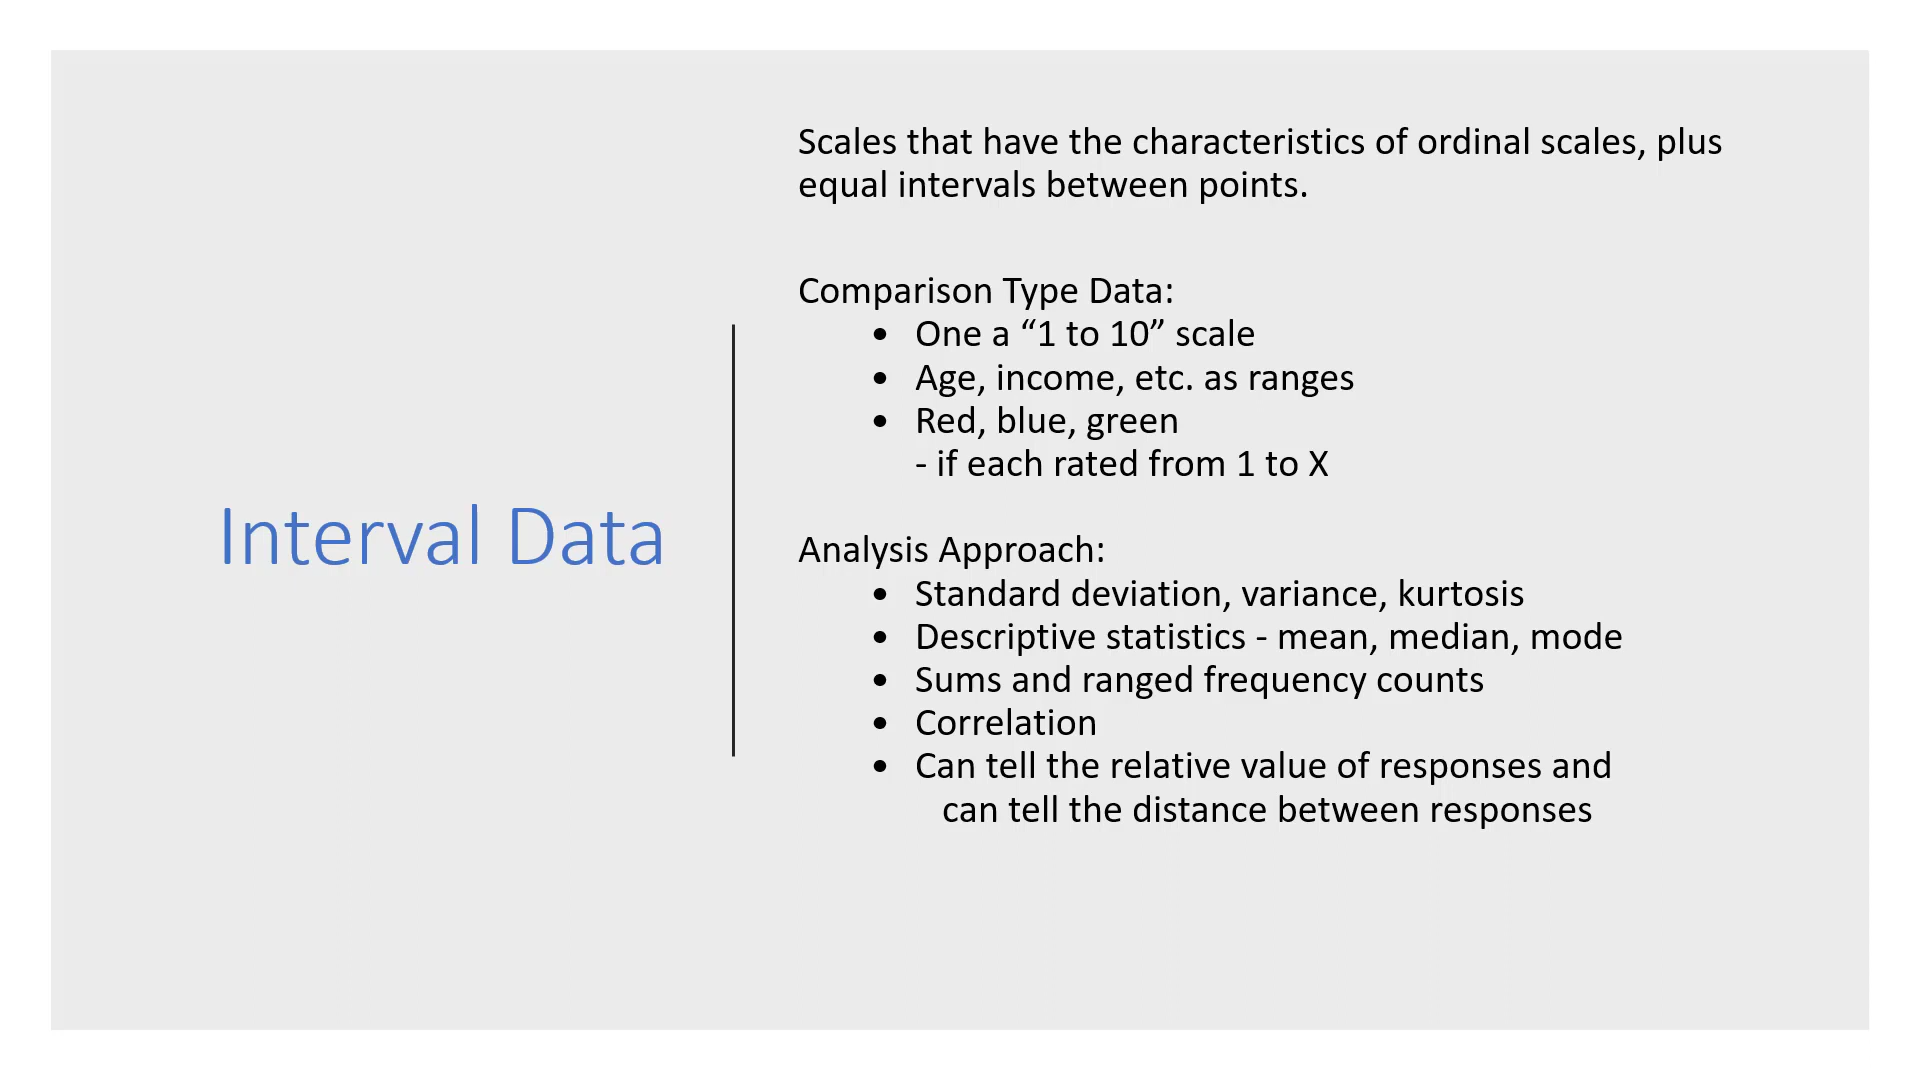 Interval Data
Scales that have the characteristics of ordinal scales, plus
equal intervals between points.
Comparison Type Data:
• One a “1 to 10” scale
• Age, income, etc. as ranges
• Red, blue, green
- if each rated from 1 to X
Analysis Approach:
• Standard deviation, variance, kurtosis
• Descriptive statistics - mean, median, mode
• Sums and ranged frequency counts
• Correlation
• Can tell the relative value of responses and
can tell the distance between responses